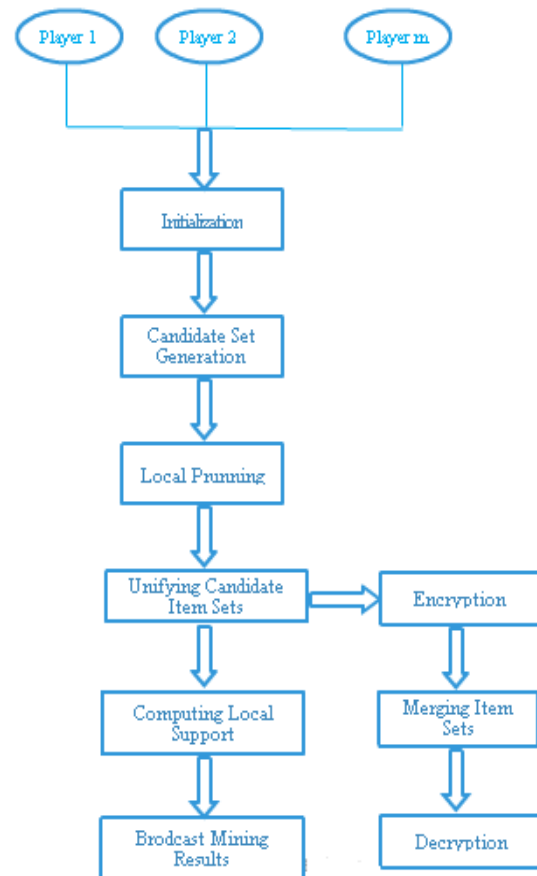 Player 1
Player 2
Player m
Initialization
Candidate Set
Generation
Local Prunning
Unifying Candidate
Item Sets
Encryption
Computing Local
Support
Merging Item
Sets
Brodcast Mining
Results
Decryption